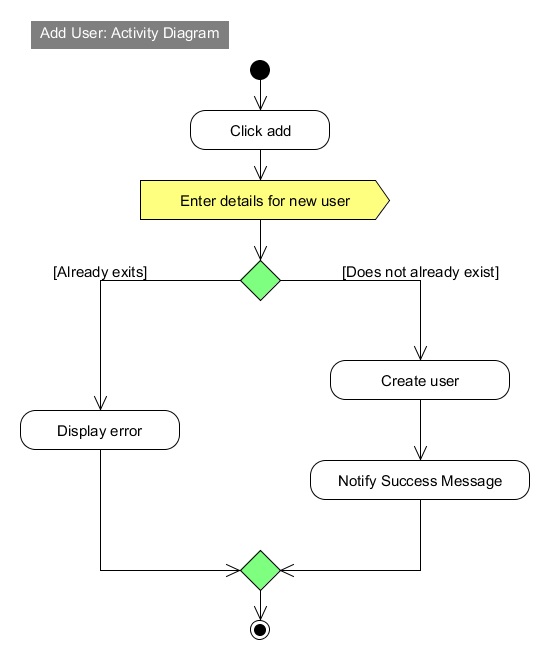 Add User: Activity Diagram
Click add
Enter details for new user
[Already exits]
[Does not already exist]
Create user
Display error
Notify Success Message